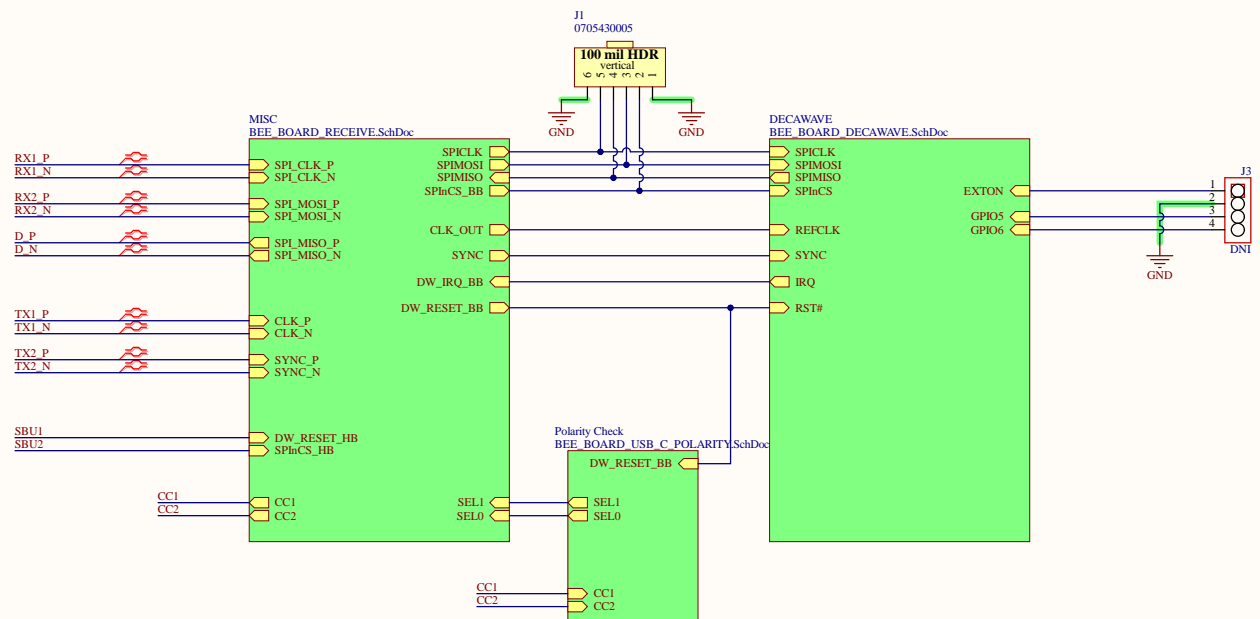 J1
0705430005
100 mil HDR
vertical
6 5 4 3 2 1
GND
GND
MISC
BEE_BOARD_RECEIVE.SchDoc
RX1_P
RX1_N
RX2_P
RX2_N
D_P
D_N
TX1_P
TX1_N
TX2_P
TX2_N
SBU1
SBU2
CC1
CC2
SPI_CLK_P
SPI_CLK_N
SPI_MOSI_P
SPI_MOSI_N
SPI_MISO_P
SPI_MISO_N
CLK_P
CLK_N
SYNC_P
SYNC_N
DW_RESET_HB
SPInCS_HB
CC1
CC2
SPICLK
SPIMOSI
SPIMISO
SPInCS_BB
CLK_OUT
SYNC
DW_IRQ_BB
DW_RESET_BB
SEL1
SEL0
Polarity Check
BEE_BOARD_USB_C_POLARITY.SchDoc
DW_RESET_BB
SEL1
SEL0
CC1
CC2
CC1
CC2
DECAWAVE
BEE_BOARD_DECAWAVE.SchDoc
SPICLK
SPIMOSI
SPIMISO
SPInCS
REFCLK
SYNC
IRQ
RST#
EXTON
GPIO5
GPIO6
J3
1
2
3
4
DNI
GND